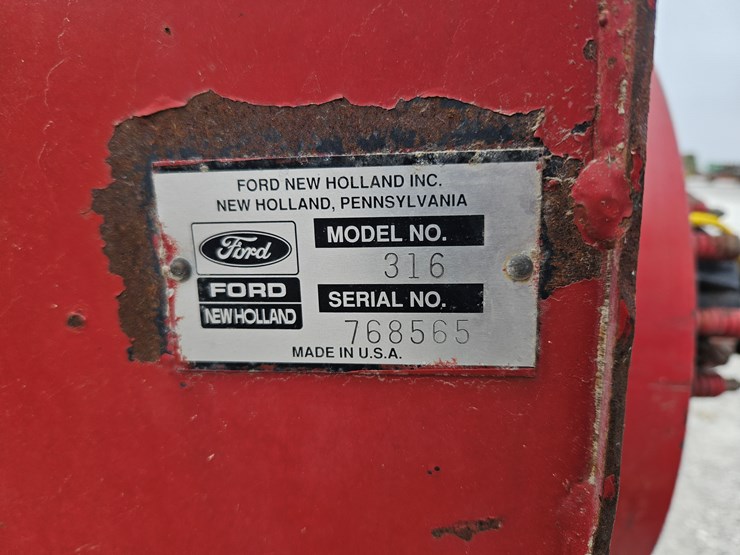 FORD NEW HOLLAND INC.
NEW HOLLAND, PENNSYLVANIA
Ford
FORD
NEW HOLLAND
MODEL NO.
316
SERIAL NO.
768565
MADE IN U.S.A.